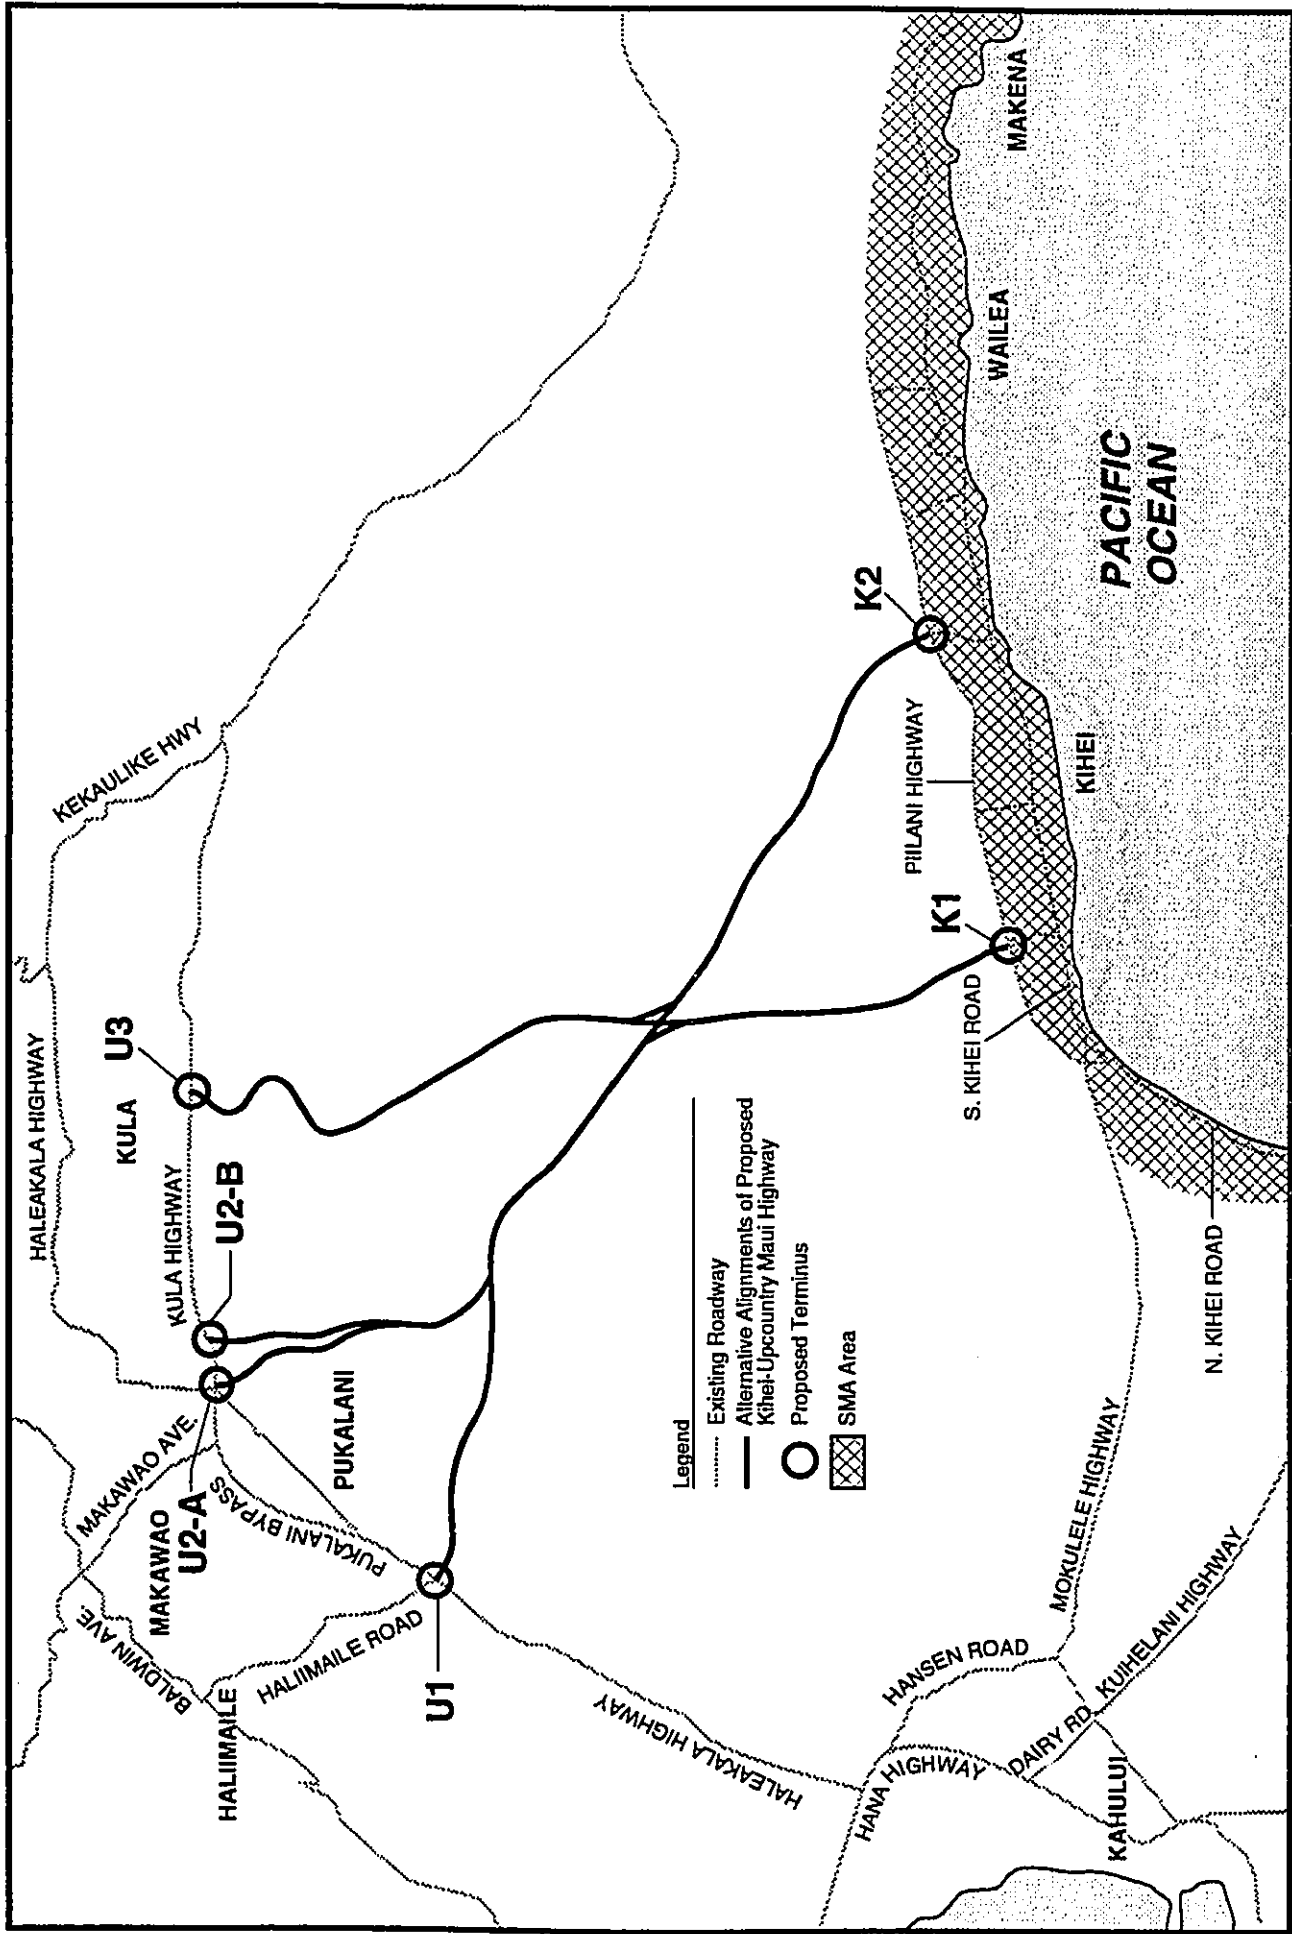 HALEAKALA HIGHWAY
KEKAULIKE HWY
KULA
U3
KULA HIGHWAY
U2-B
MAKAWAO AVE.
MAKAWAO
U2-A
PUKALANI BYPASS
PUKALANI
BALDWIN AVE.
HALIIMAILE
HALIIMAILE ROAD
U1
HALEAKALA HIGHWAY
HANA HIGHWAY
HANSEN ROAD
DAIRY RD
KUIHELANI HIGHWAY
KAHULUI
MOKULELE HIGHWAY
N. KIHEI ROAD
S. KIHEI ROAD
K1
PIILANI HIGHWAY
K2
KIHEI
WAILEA
MAKENA
PACIFIC
OCEAN
Legend
Existing Roadway
Alternative Alignments of Proposed
Kihei-Upcountry Maui Highway
Proposed Terminus
SMA Area